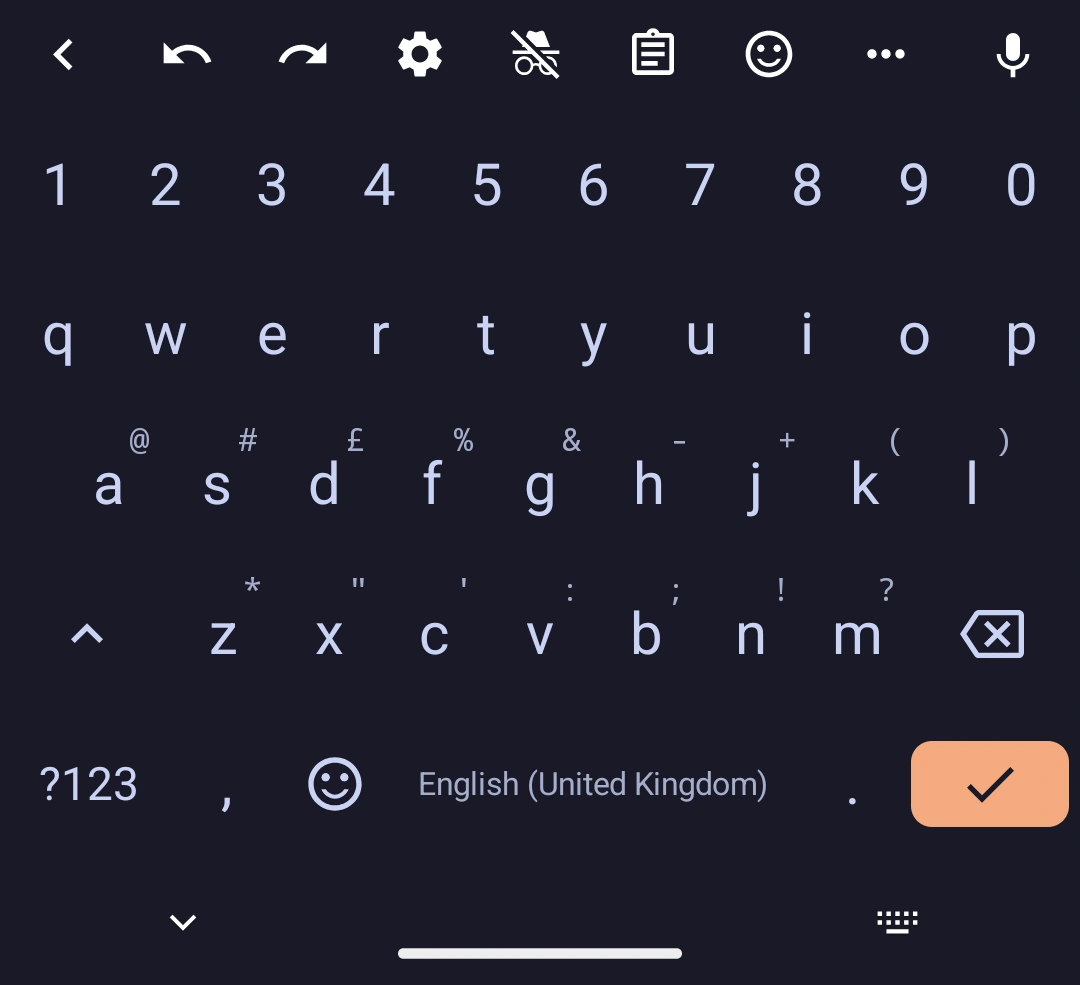 1 2 3 4 5 6 7 8 9 0
q w e r t y u i o p
@ # £ % & - + ( )
a s d f g h j k l
* " ' : ; ! ?
z x c v b n m
?123 , English (United Kingdom) .